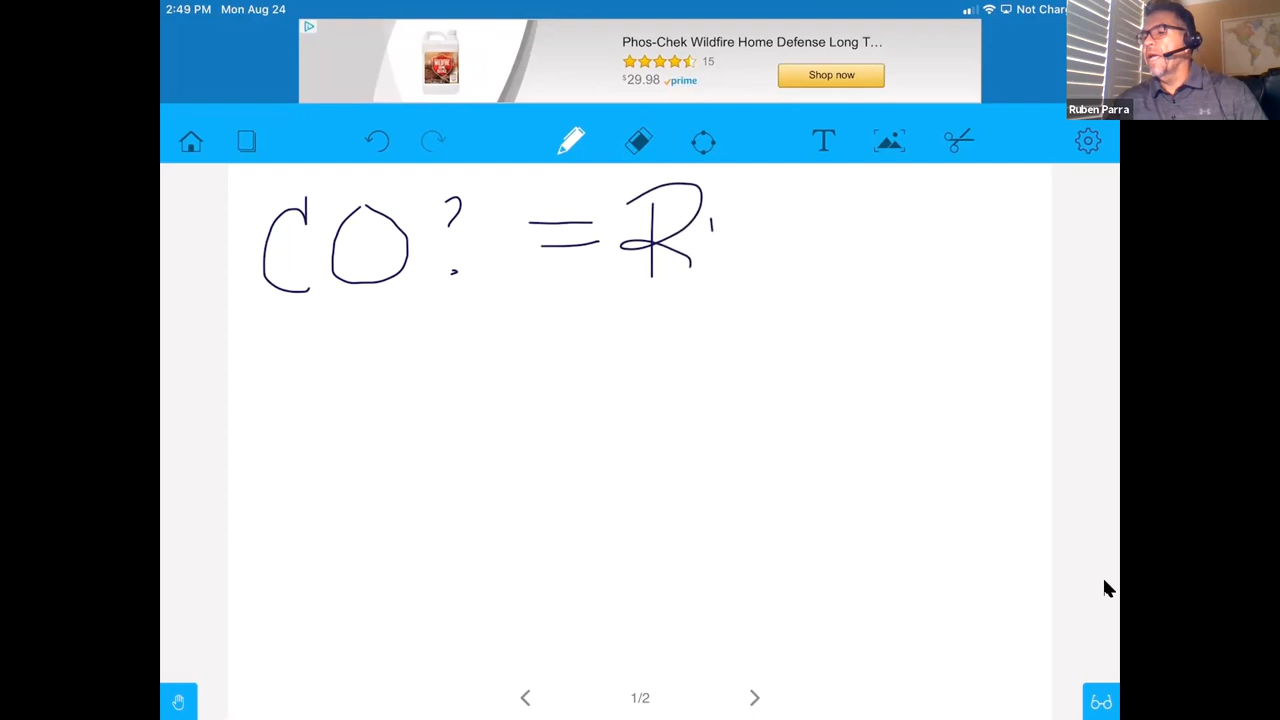 2:49 PM Mon Aug 24
Not Char
Phos-Chek Wildfire Home Defense Long T...
15
$29.98 prime
Shop now
Ruben Parra
T
CO? = R
1/2